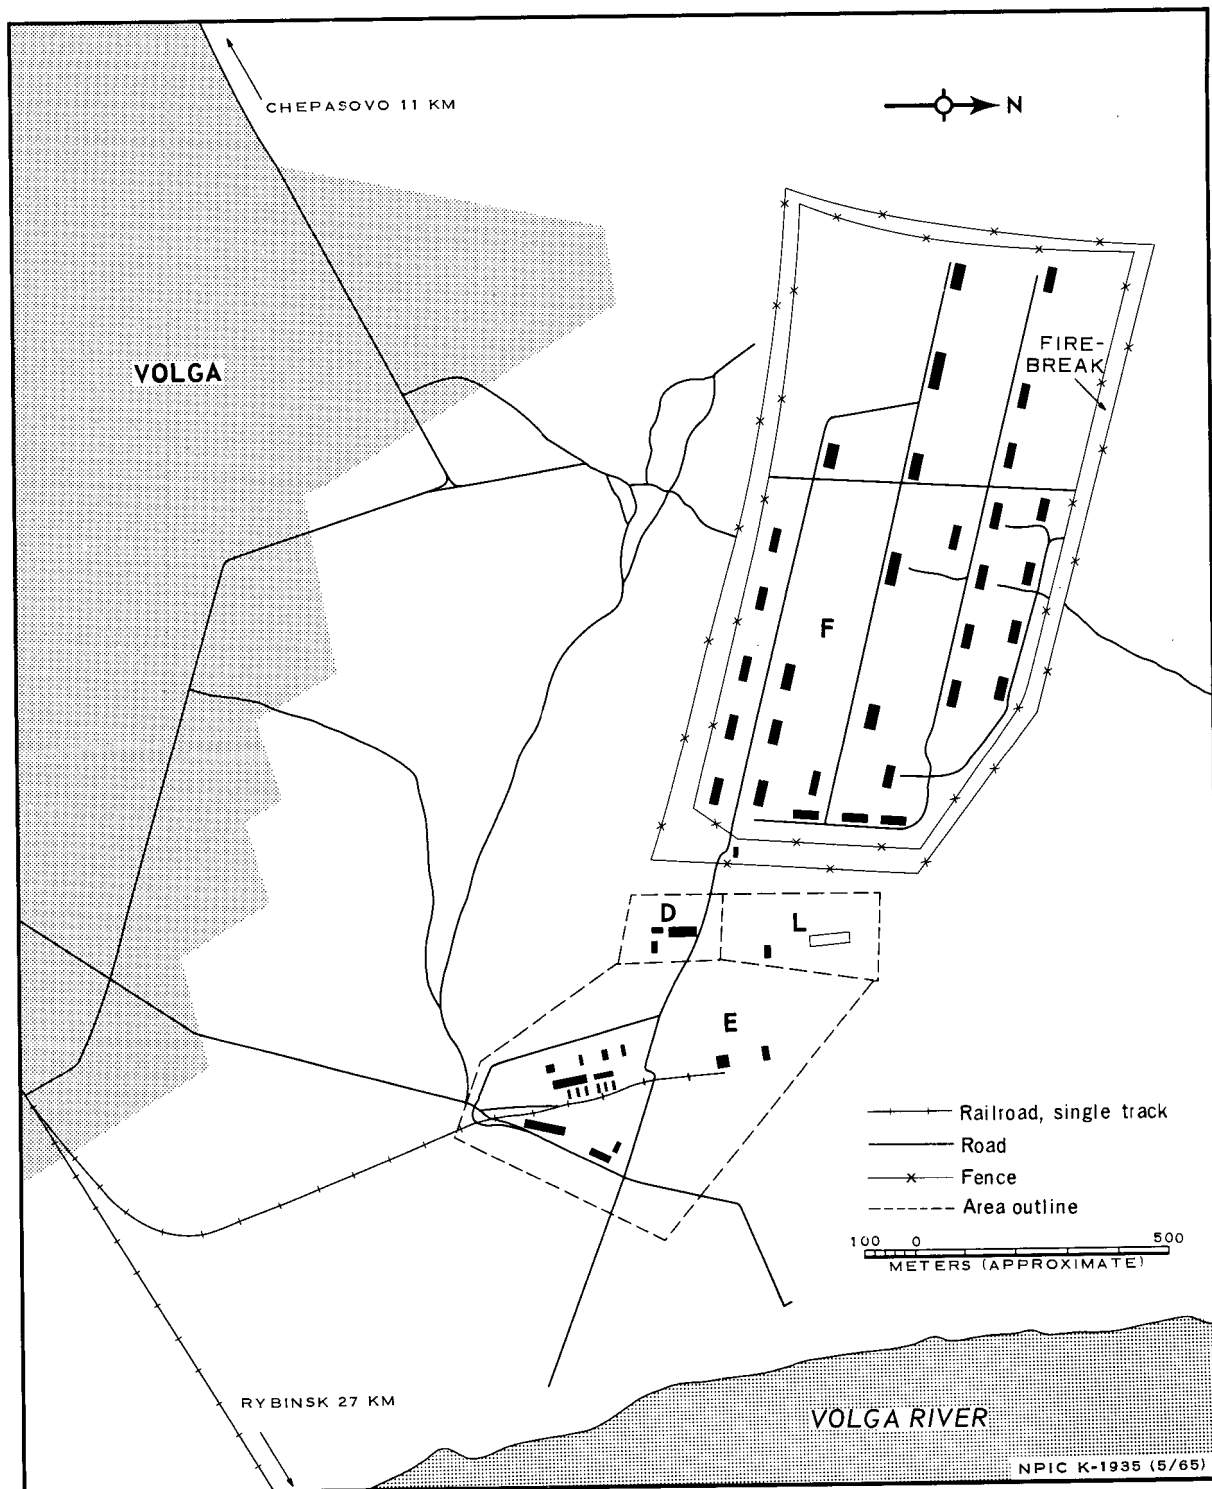 CHEPASOVO 11 KM
N
VOLGA
FIRE-
BREAK
F
D
L
E
Railroad, single track
Road
Fence
Area outline
100 0 500
METERS (APPROXIMATE)
RYBINSK 27 KM
VOLGA RIVER
NPIC K-1935 (5/65)